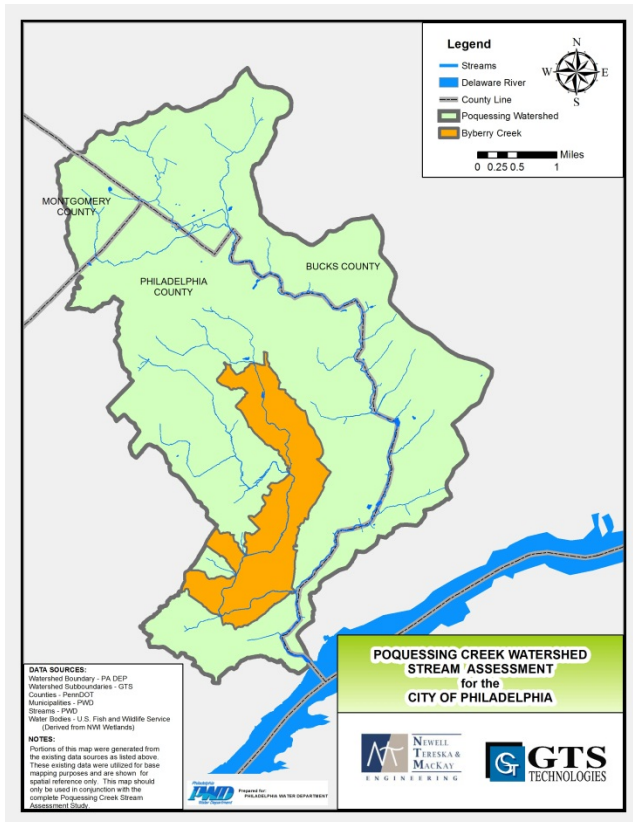 Legend
Streams
Delaware River
County Line
Poquessing Watershed
Byberry Creek
N
W E
S
Miles
0 0.25 0.5 1
MONTGOMERY
COUNTY
PHILADELPHIA
COUNTY
BUCKS COUNTY
DATA SOURCES:
Watershed Boundary - PA DEP
Watershed Subboundaries - GTS
Counties - PennDOT
Municipalities - PWD
Streams - PWD
Water Bodies - U.S. Fish and Wildlife Service
(Derived from NWI Wetlands)
NOTES:
Portions of this map were generated from
the existing data sources as listed above.
These existing data were utilized for base
mapping purposes and are shown for
spatial reference only. This map should
only be used in conjunction with the
complete Poquessing Creek Stream
Assessment Study.
Philadelphia
PWD
Water Department
Prepared for:
PHILADELPHIA WATER DEPARTMENT
POQUESSING CREEK WATERSHED
STREAM ASSESSMENT
for the
CITY OF PHILADELPHIA
NEWELL
TERESKA &
MACKAY
ENGINEERING
GTS
TECHNOLOGIES